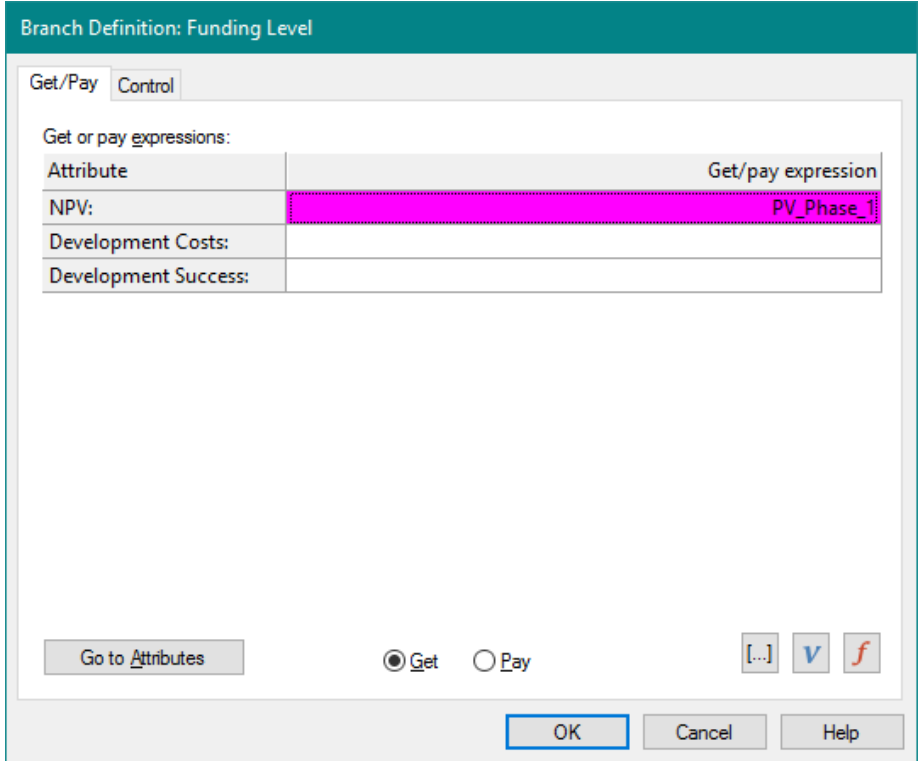 Branch Definition: Funding Level
Get/Pay Control
Get or pay expressions:
Attribute Get/pay expression
NPV: PV_Phase_1
Development Costs:
Development Success:
Go to Attributes Get Pay [...] V f
OK Cancel Help